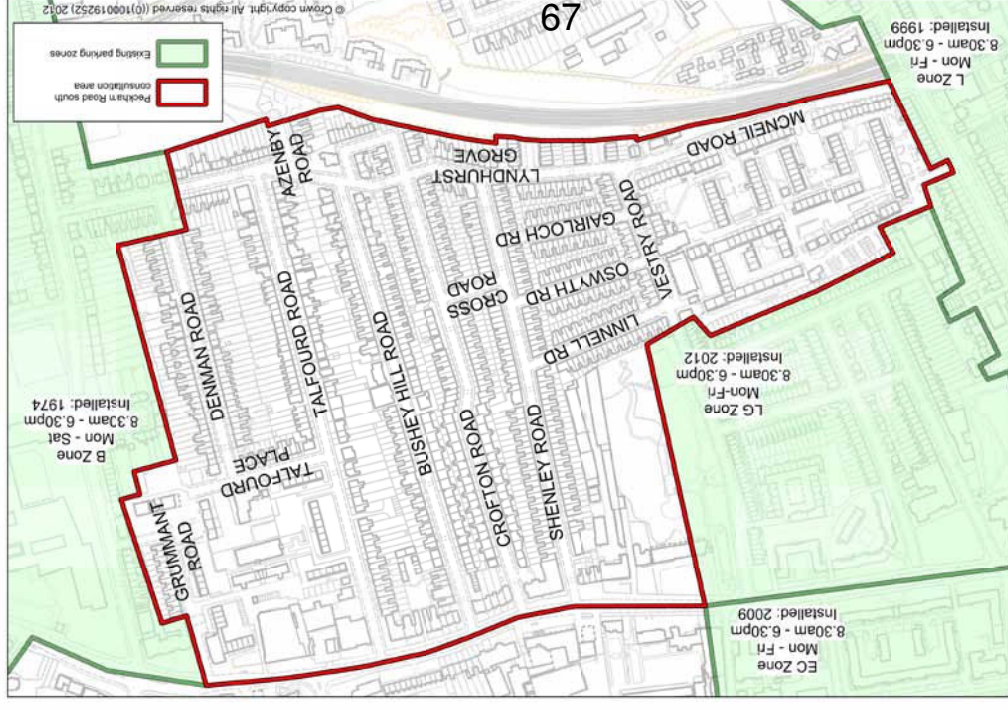 67
EC Zone
Mon - Fri
8.30am - 6.30pm
Installed: 2009
GRUMMANT
ROAD
TALFOURD
PLACE
B Zone
Mon - Sat
8.30am - 6.30pm
Installed: 1974
SHENLEY ROAD
CROFTON ROAD
BUSHEY HILL ROAD
TALFOURD ROAD
DENMAN ROAD
LG Zone
Mon-Fri
8.30am - 6.30pm
Installed: 2012
LINNELL RD
OSWYTH RD
GAIRLOCH RD
CROSS
ROAD
VESTRY ROAD
LYNDHURST
GROVE
AZENBY
ROAD
MCNEIL ROAD
L Zone
Mon - Fri
8.30am - 6.30pm
Installed: 1999
Peckham Road south
consultation area
Existing parking zones
© Crown copyright. All rights reserved ((0)100019252) 2012